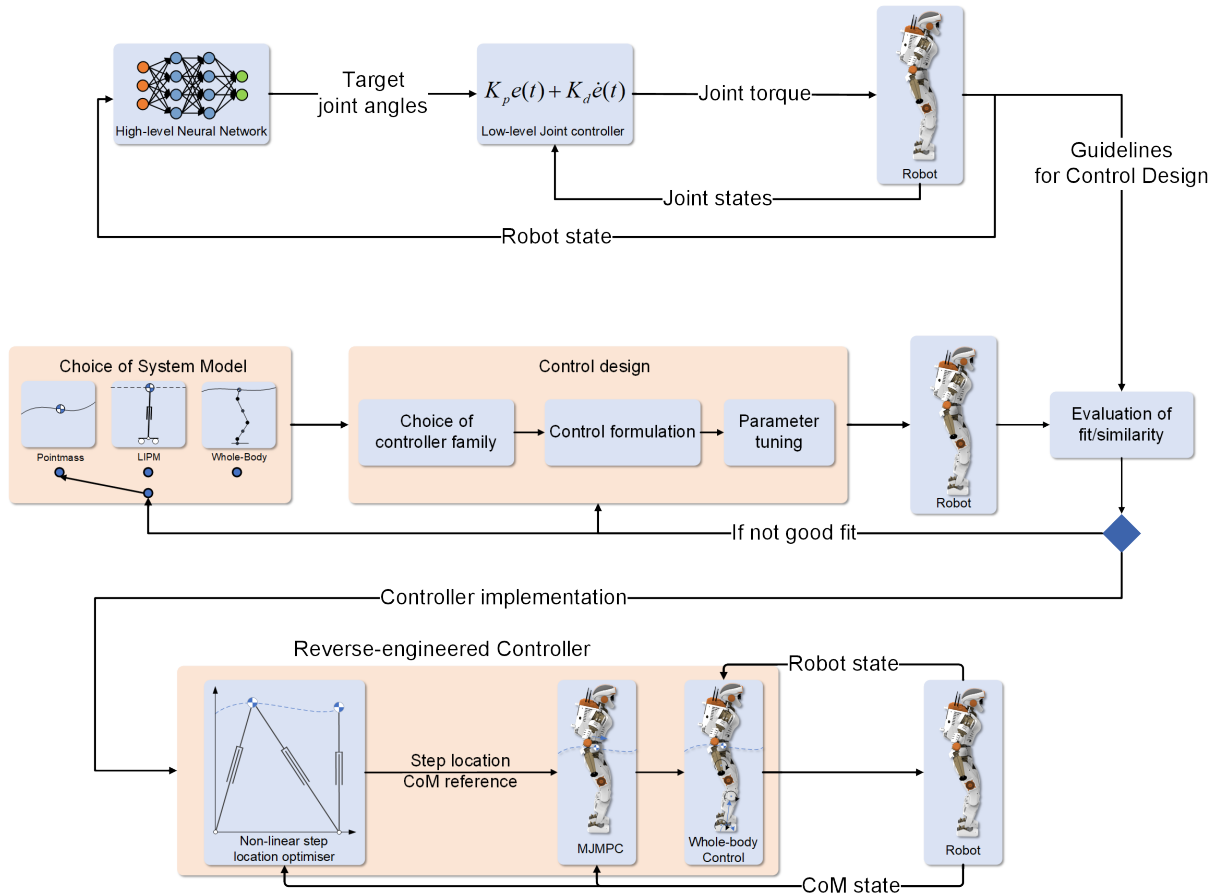 High-level Neural Network
Target
joint angles
K_p e(t) + K_d ė(t)
Low-level Joint controller
Joint torque
Robot
Joint states
Robot state
Guidelines
for Control Design
Choice of System Model
Pointmass
LIPM
Whole-Body
Control design
Choice of
controller family
Control formulation
Parameter
tuning
Robot
Evaluation of
fit/similarity
If not good fit
Controller implementation
Reverse-engineered Controller
Non-linear step
location optimiser
Step location
CoM reference
MJMPC
Whole-body
Control
Robot state
Robot
CoM state